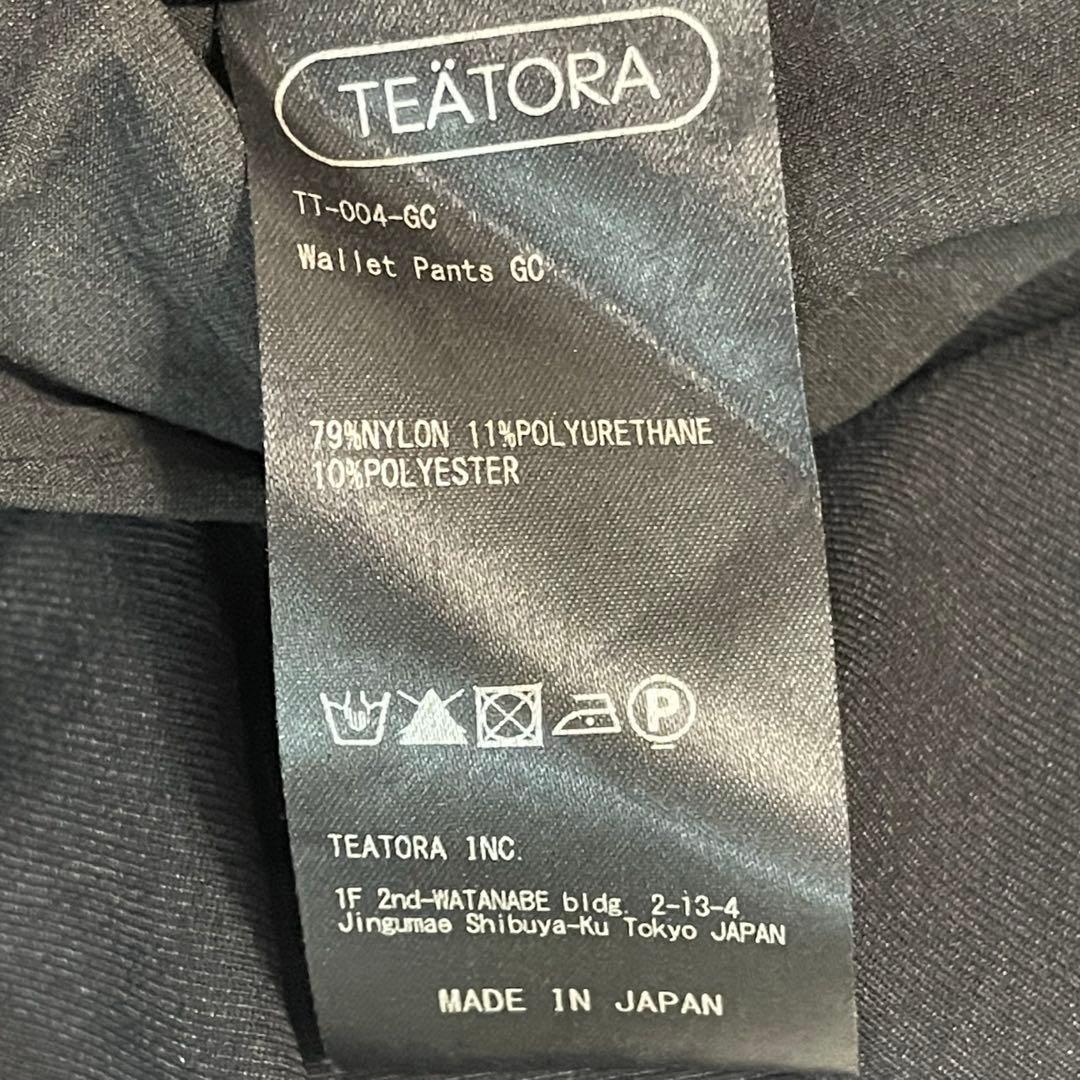 TEÄTORA
TT-004-GC
Wallet Pants GC
79%NYLON 11%POLYURETHANE
10%POLYESTER
P
TEATORA INC.
1F 2nd-WATANABE bldg. 2-13-4
Jingumae Shibuya-Ku Tokyo JAPAN
MADE IN JAPAN